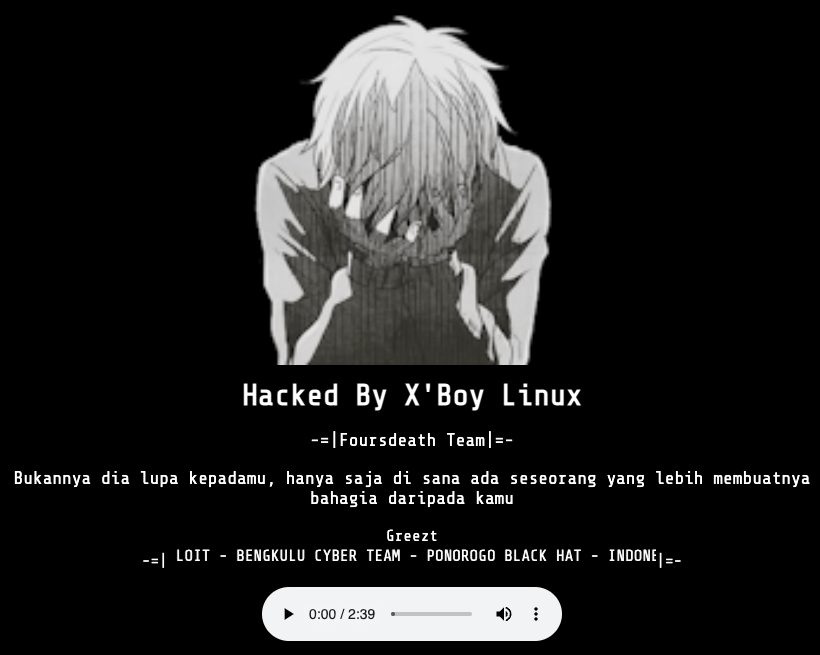 Hacked By X'Boy Linux
-=|Foursdeath Team|=-
Bukannya dia lupa kepadamu, hanya saja di sana ada seseorang yang lebih membuatnya
bahagia daripada kamu
Greezt
-=| LOIT - BENGKULU CYBER TEAM - PONOROGO BLACK HAT - |=-
0:00 / 2:39